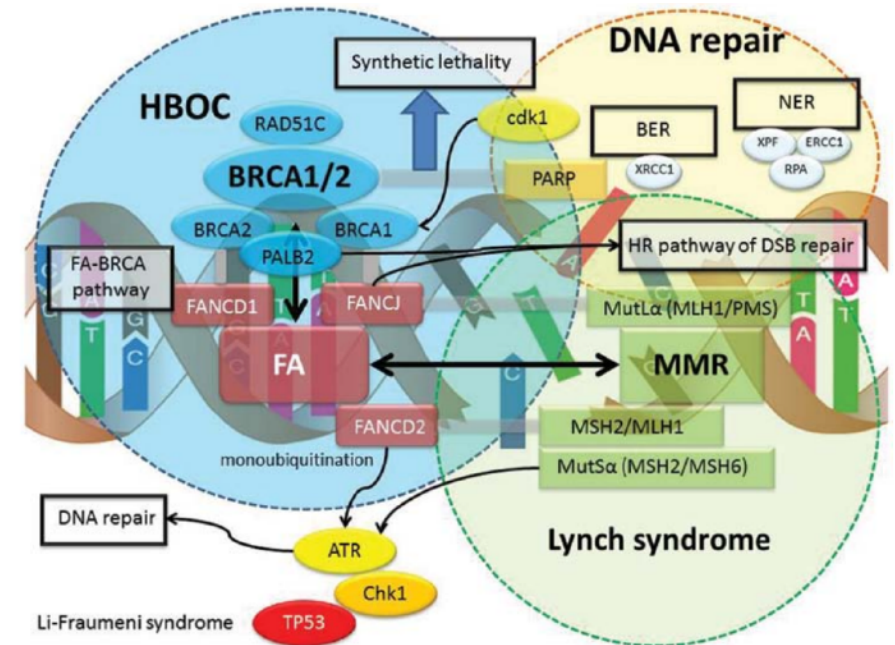 DNA repair
Synthetic lethality
HBOC
NER
cdk1
BER
RAD51C
XPF
ERCC1
XRCC1
RPA
BRCA1/2
PARP
BRCA2
BRCA1
HR pathway of DSB repair
PALB2
FA-BRCA
pathway
FANCD1
FANCJ
MutLα (MLH1/PMS)
FA
MMR
FANCD2
MSH2/MLH1
monoubiquitination
MutSα (MSH2/MSH6)
DNA repair
ATR
Lynch syndrome
Chk1
Li-Fraumeni syndrome
TP53